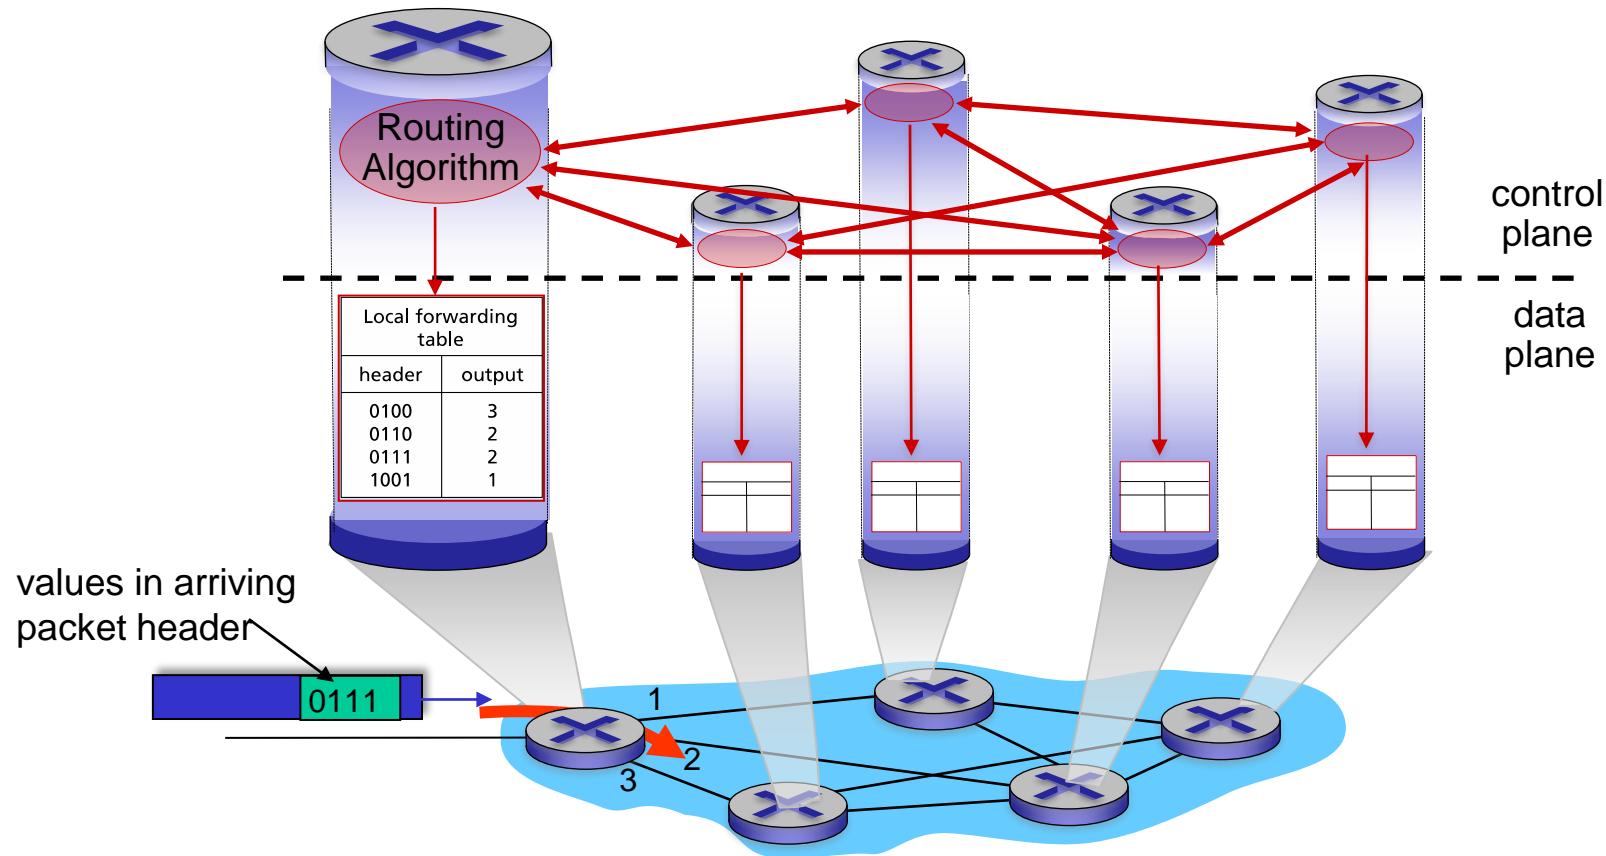 Routing
Algorithm
control
plane
data
plane
Local forwarding
table
header output
0100 3
0110 2
0111 2
1001 1
values in arriving
packet header
0111
1
2
3